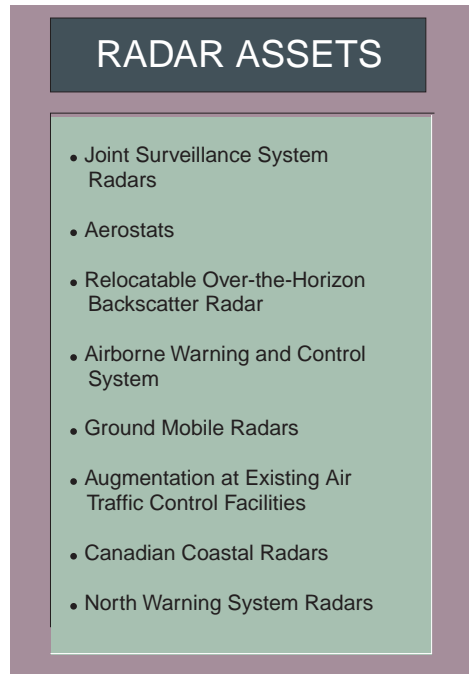 RADAR ASSETS
• Joint Surveillance System
Radars
• Aerostats
• Relocatable Over-the-Horizon
Backscatter Radar
• Airborne Warning and Control
System
• Ground Mobile Radars
• Augmentation at Existing Air
Traffic Control Facilities
• Canadian Coastal Radars
• North Warning System Radars